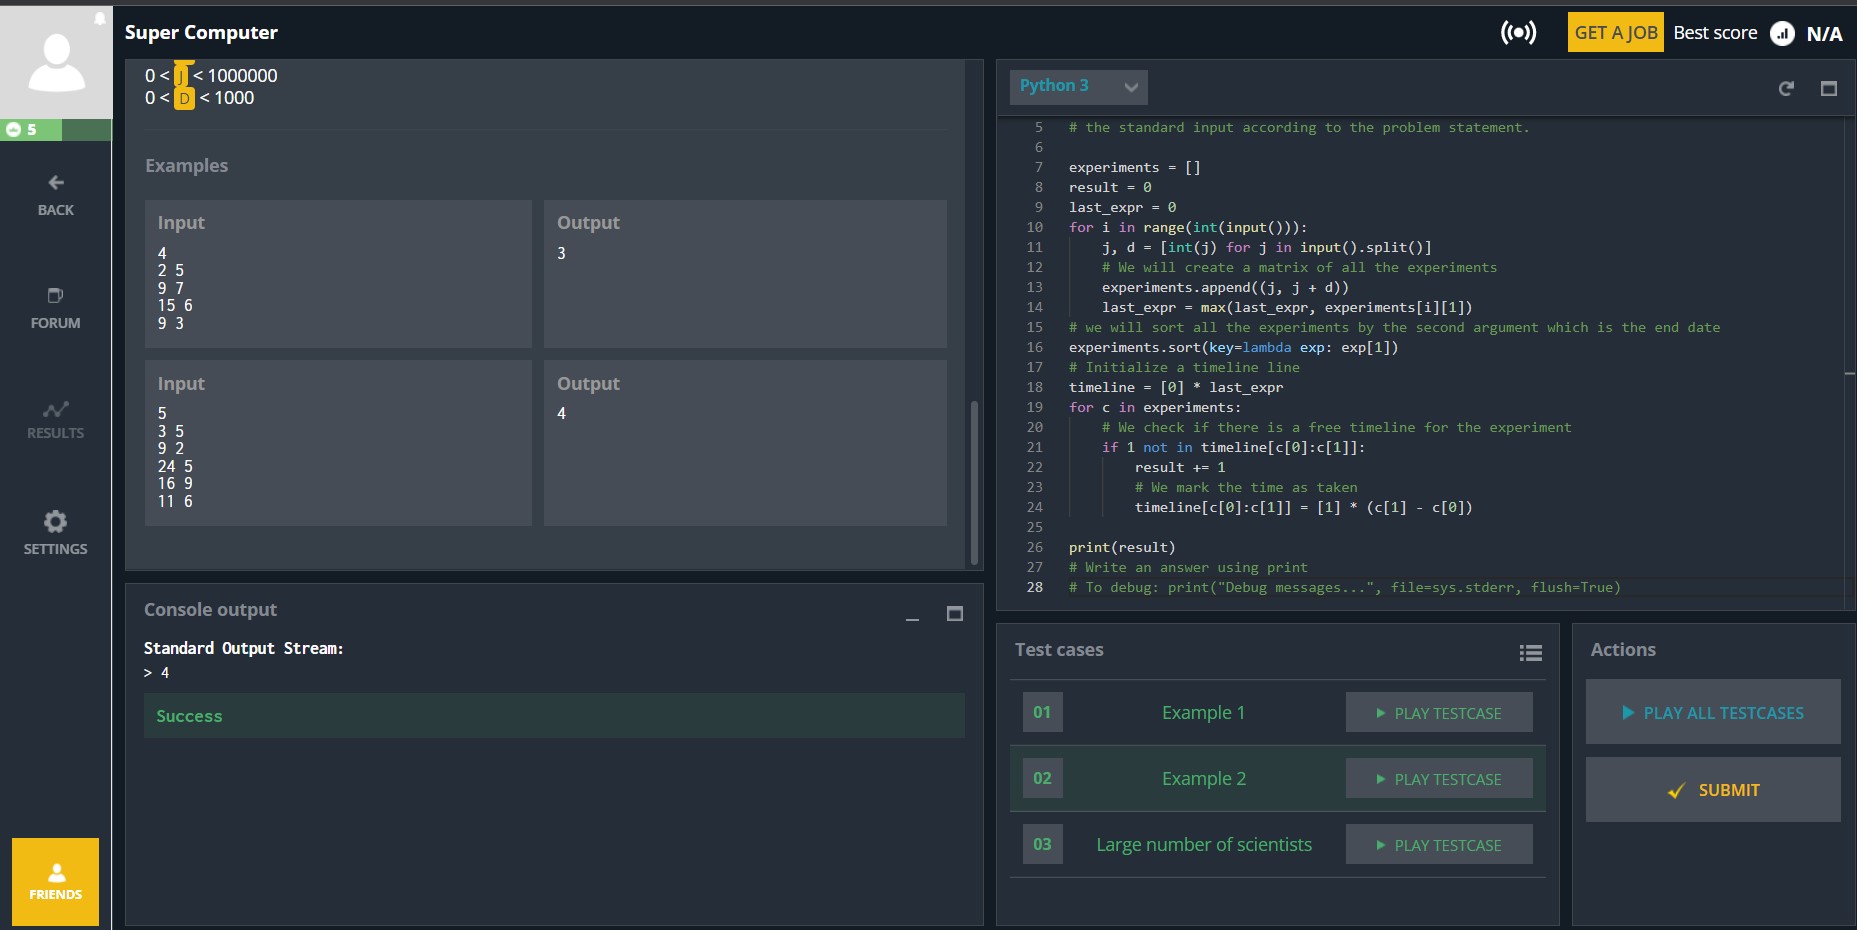 Super Computer
GET A JOB
Best score
N/A
5
BACK
FORUM
RESULTS
SETTINGS
FRIENDS
0 < J < 1000000
0 < D < 1000
Examples
Input
4
2 5
9 7
15 6
9 3
Output
3
Input
5
3 5
9 2
24 5
16 9
11 6
Output
4
Console output
Standard Output Stream:
> 4
Success
Python 3
5 # the standard input according to the problem statement.
6
7 experiments = []
8 result = 0
9 last_expr = 0
10 for i in range(int(input())):
11     j, d = [int(j) for j in input().split()]
12     # We will create a matrix of all the experiments
13     experiments.append((j, j + d))
14     last_expr = max(last_expr, experiments[i][1])
15 # we will sort all the experiments by the second argument which is the end date
16 experiments.sort(key=lambda exp: exp[1])
17 # Initialize a timeline line
18 timeline = [0] * last_expr
19 for c in experiments:
20     # We check if there is a free timeline for the experiment
21     if 1 not in timeline[c[0]:c[1]]:
22         result += 1
23         # We mark the time as taken
24         timeline[c[0]:c[1]] = [1] * (c[1] - c[0])
25
26 print(result)
27 # Write an answer using print
28 # To debug: print("Debug messages...", file=sys.stderr, flush=True)
Test cases
01 Example 1 PLAY TESTCASE
02 Example 2 PLAY TESTCASE
03 Large number of scientists PLAY TESTCASE
Actions
PLAY ALL TESTCASES
SUBMIT